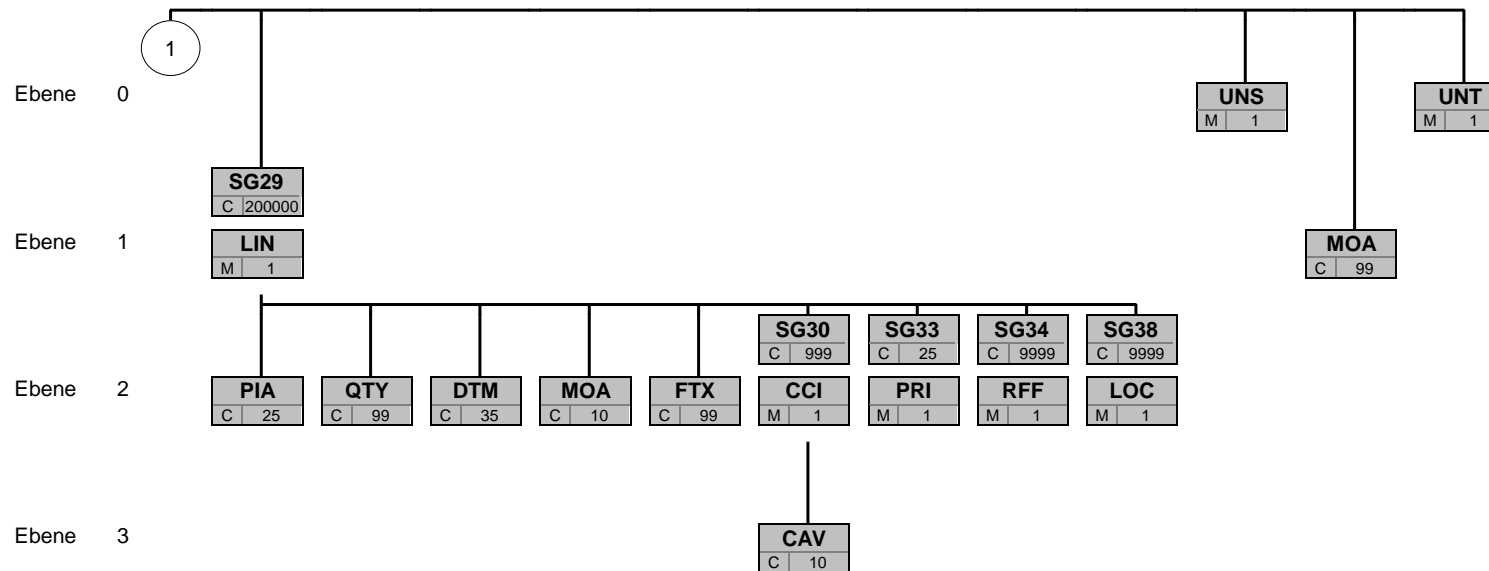 1
Ebene 0
UNS
UNT
M 1
M 1
SG29
C 200000
Ebene 1
LIN
MOA
M 1
C 99
SG30
SG33
SG34
SG38
C 999
C 25
C 9999
C 9999
Ebene 2
PIA
QTY
DTM
MOA
FTX
CCI
PRI
RFF
LOC
C 25
C 99
C 35
C 10
C 99
M 1
M 1
M 1
M 1
Ebene 3
CAV
C 10